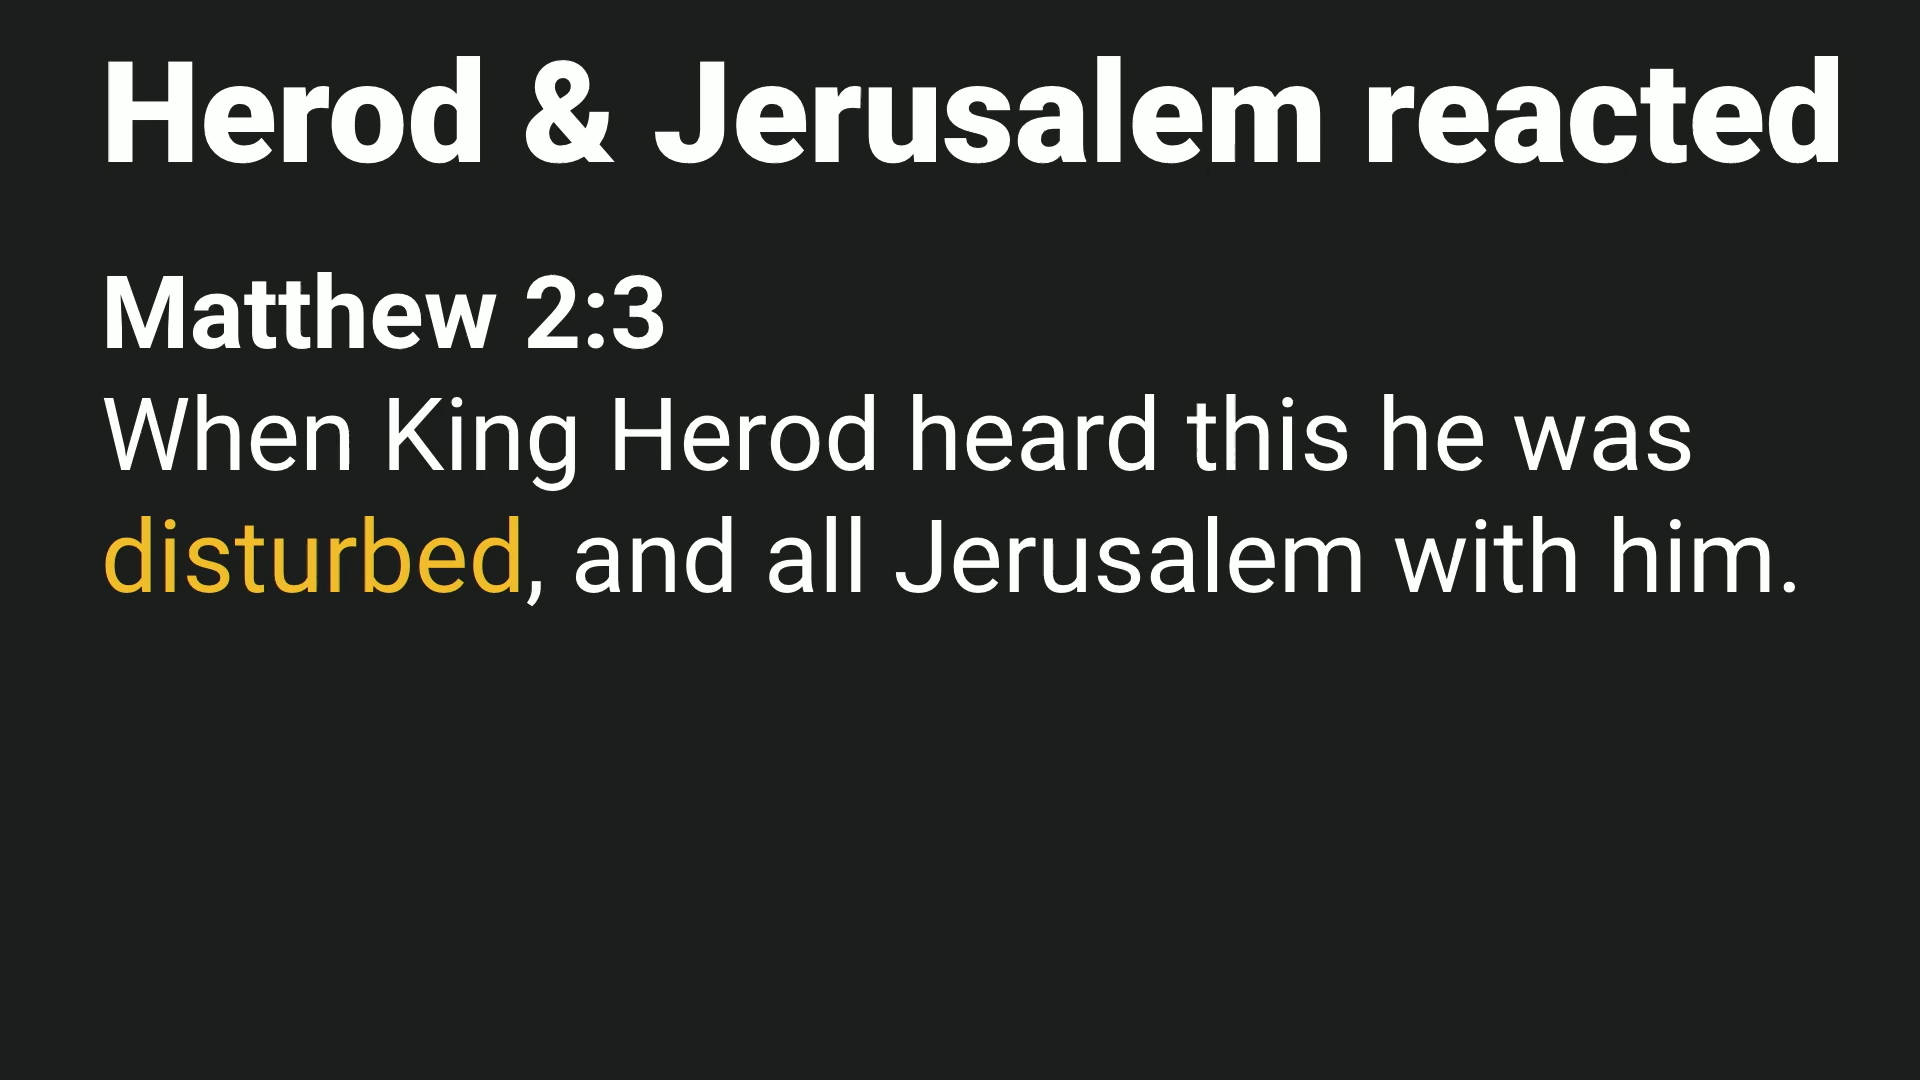 Herod & Jerusalem reacted
Matthew 2:3
When King Herod heard this he was
disturbed, and all Jerusalem with him.